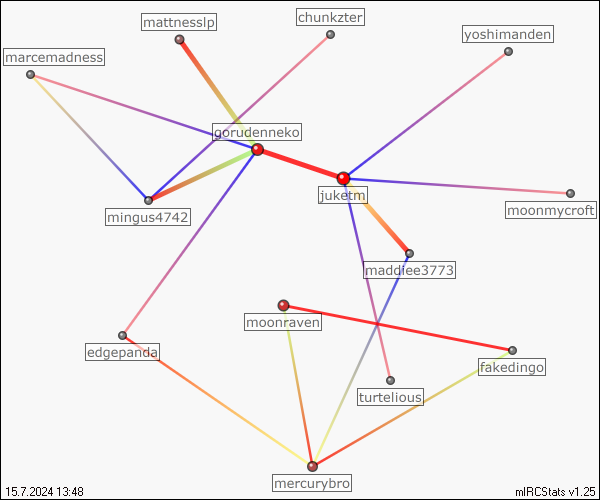 chunkzter
mattnesslp
yoshimanden
marcemadness
gorudenneko
juketm
moonmycroft
mingus4742
maddiee3773
moonraven
edgepanda
fakedingo
turtelious
mercurybro
15.7.2024 13:48
mIRCStats v1.25